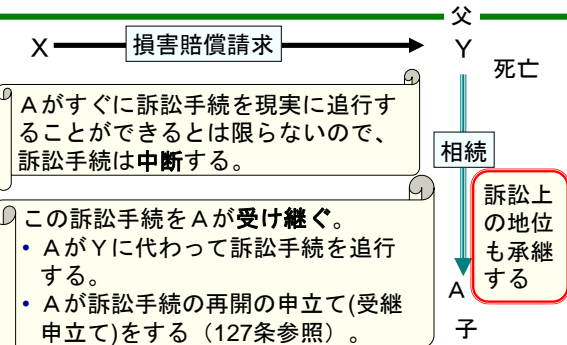 父
X 損害賠償請求 Y
死亡
Aがすぐに訴訟手続を現実に追行す
ることができるとは限らないので、
訴訟手続は中断する。
相続
訴訟上
の地位
も承継
する
この訴訟手続をAが受け継ぐ。
• AがYに代わって訴訟手続を追行
する。
• Aが訴訟手続の再開の申立て(受継
申立て)をする（127条参照）。
A
子